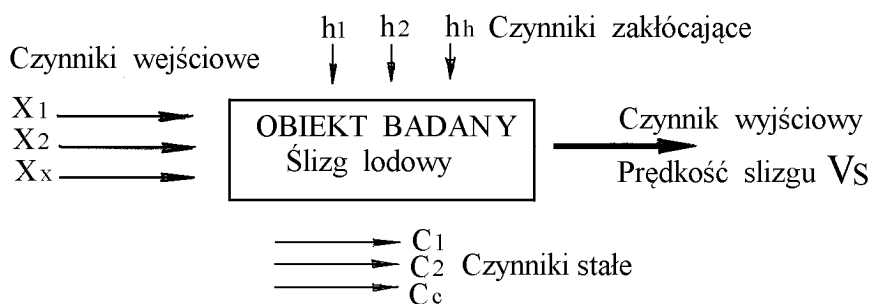 h1 h2 hh Czynniki zakłócające
Czynniki wejściowe
X1
X2
Xx
OBIEKT BADANY
Ślizg lodowy
Czynnik wyjściowy
Prędkość slizgu VS
C1
C2 Czynniki stałe
Cc